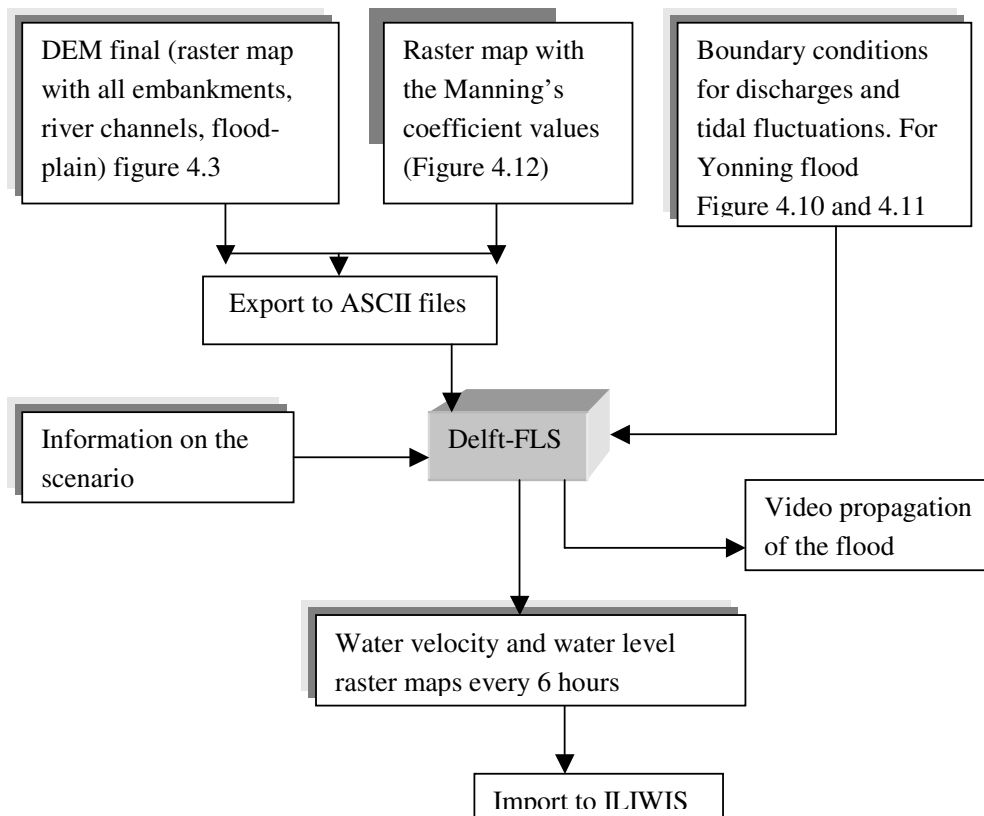 DEM final (raster map
with all embankments,
river channels, flood-
plain) figure 4.3
Raster map with
the Manning's
coefficient values
(Figure 4.12)
Boundary conditions
for discharges and
tidal fluctuations. For
Yonning flood
Figure 4.10 and 4.11
Export to ASCII files
Information on the
scenario
Delft-FLS
Video propagation
of the flood
Water velocity and water level
raster maps every 6 hours
Import to ILIWIS